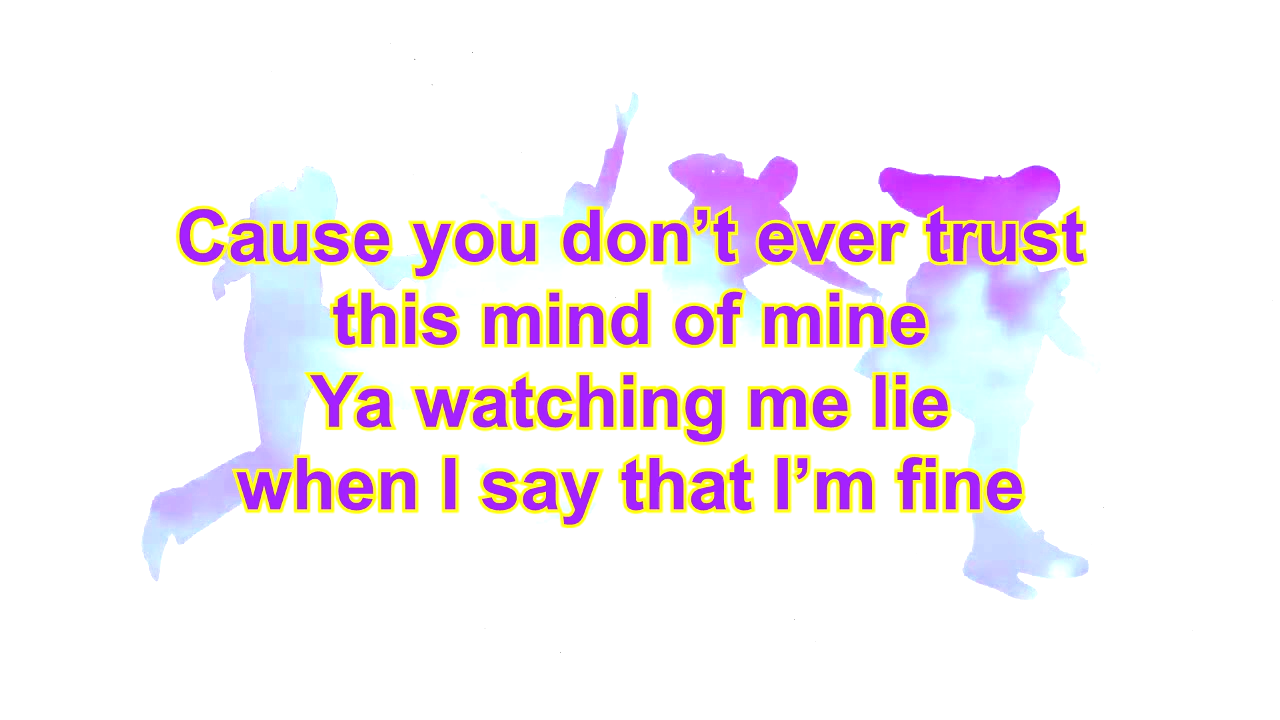 Cause you don’t ever trust
this mind of mine
Ya watching me lie
when I say that I’m fine